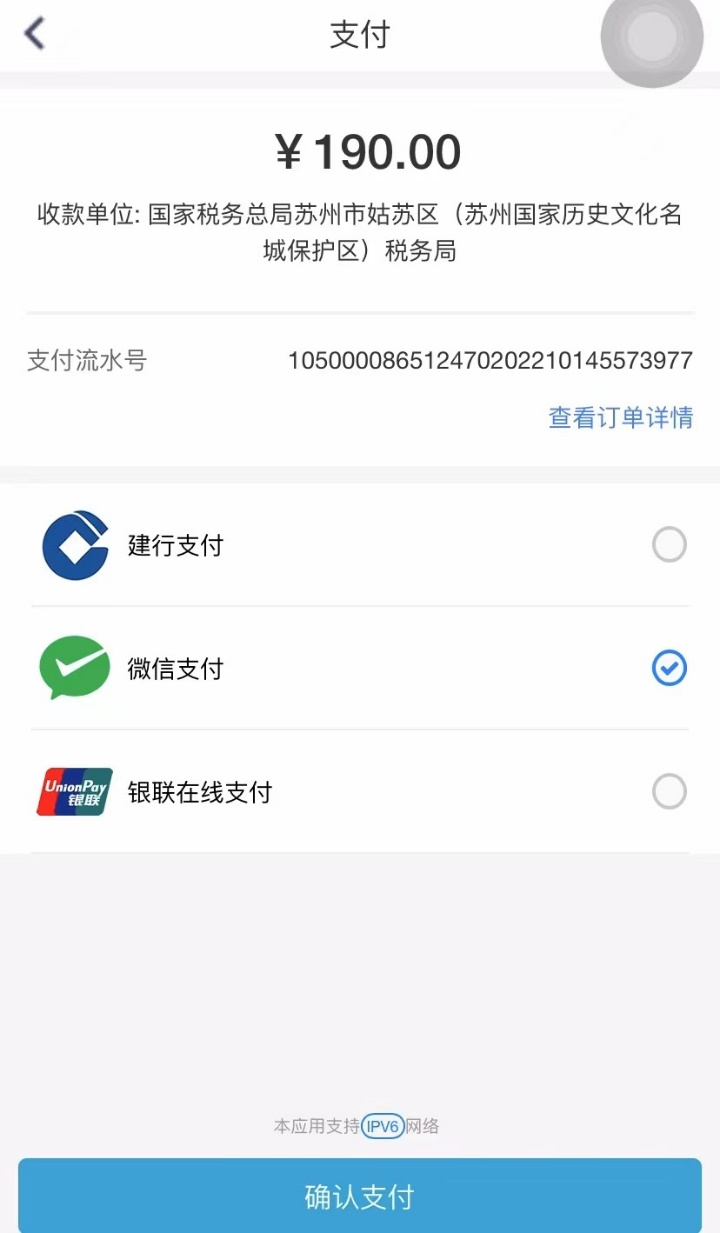 支付
¥190.00
收款单位: 国家税务总局苏州市姑苏区（苏州国家历史文化名
城保护区）税务局
支付流水号 105000086512470202210145573977
查看订单详情
建行支付
微信支付
UnionPay
银联
银联在线支付
本应用支持IPV6网络
确认支付